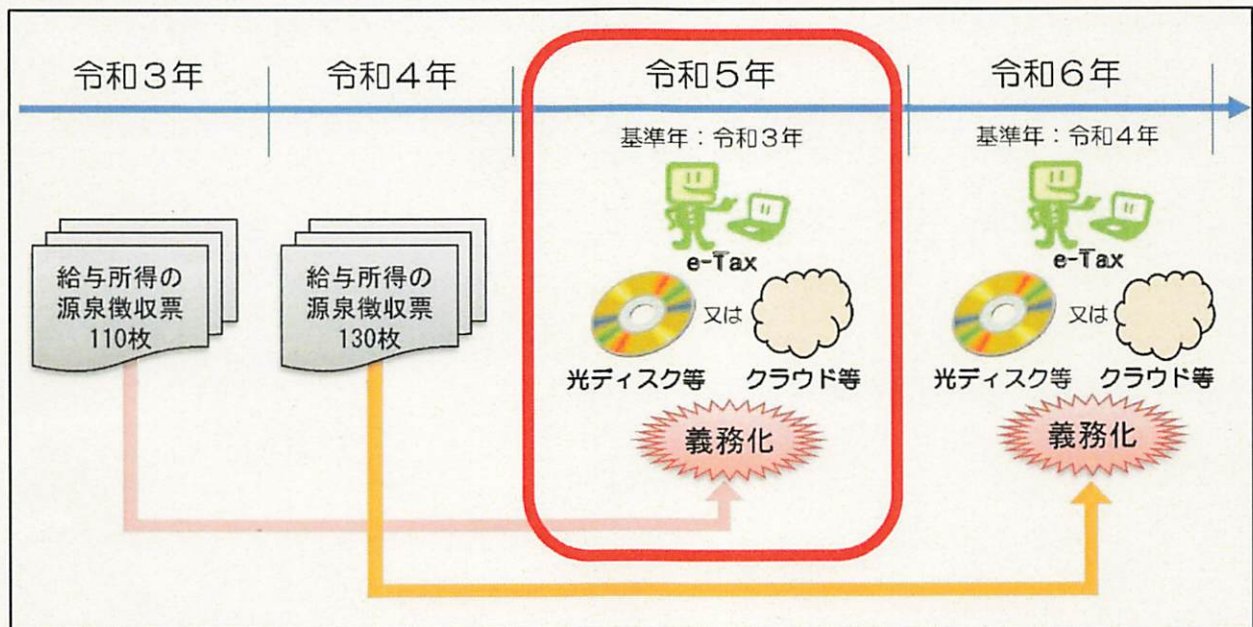 令和3年
令和4年
令和5年
令和6年
基準年：令和3年
基準年：令和4年
e-Tax
e-Tax
給与所得の
源泉徴収票
110枚
給与所得の
源泉徴収票
130枚
又は
又は
光ディスク等
クラウド等
光ディスク等
クラウド等
義務化
義務化